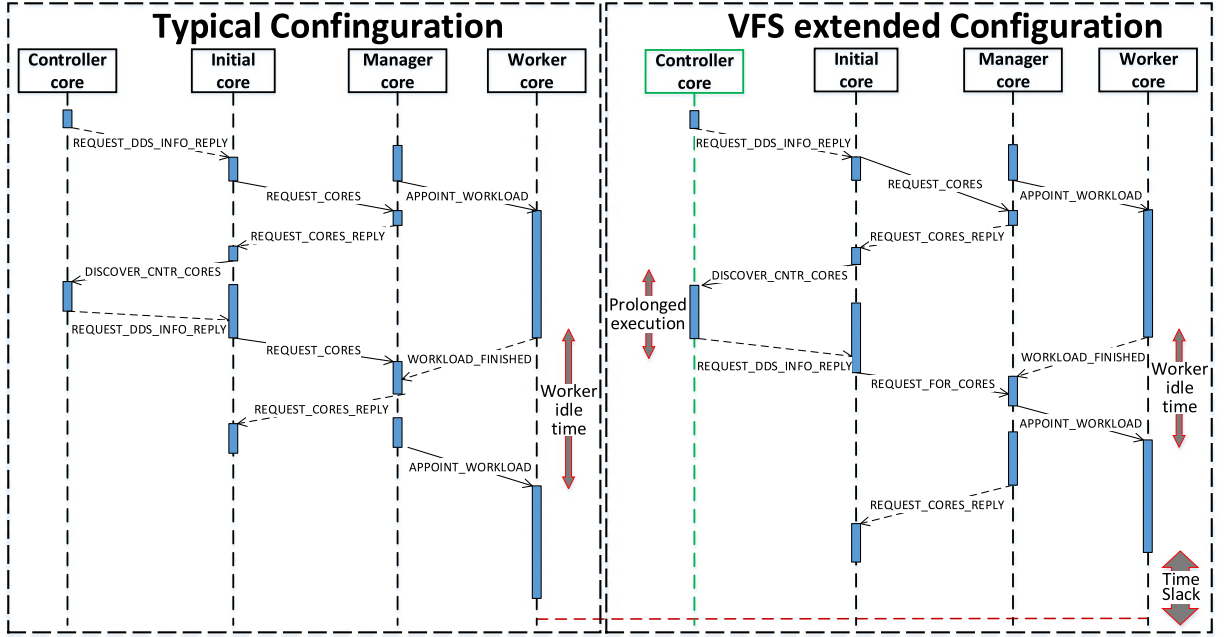 Typical Confinguration
Controller
core
Initial
core
Manager
core
Worker
core
REQUEST_DDS_INFO_REPLY
REQUEST_CORES
APPOINT_WORKLOAD
REQUEST_CORES_REPLY
DISCOVER_CNTR_CORES
REQUEST_DDS_INFO_REPLY
REQUEST_CORES
WORKLOAD_FINISHED
Worker
idle
time
REQUEST_CORES_REPLY
APPOINT_WORKLOAD
VFS extended Configuration
Controller
core
Initial
core
Manager
core
Worker
core
REQUEST_DDS_INFO_REPLY
REQUEST_CORES
APPOINT_WORKLOAD
REQUEST_CORES_REPLY
DISCOVER_CNTR_CORES
Prolonged
execution
REQUEST_DDS_INFO_REPLY
WORKLOAD_FINISHED
Worker
idle
time
REQUEST_FOR_CORES
APPOINT_WORKLOAD
REQUEST_CORES_REPLY
Time
Slack